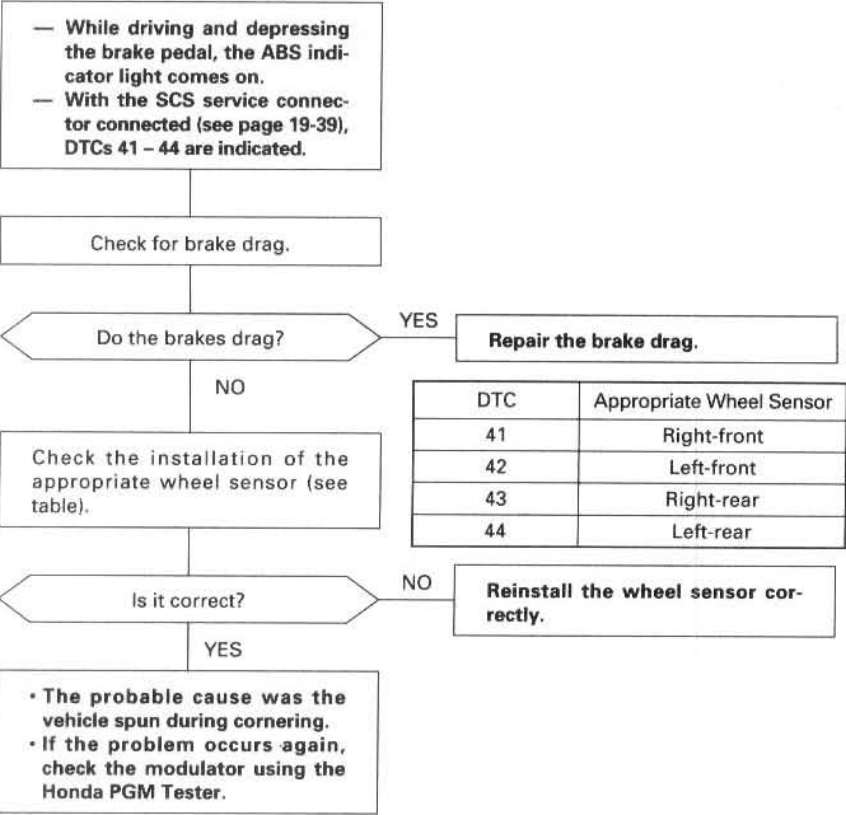 — While driving and depressing
the brake pedal, the ABS indi-
cator light comes on.
— With the SCS service connec-
tor connected (see page 19-39),
DTCs 41 – 44 are indicated.
Check for brake drag.
Do the brakes drag?
YES
Repair the brake drag.
NO
DTC Appropriate Wheel Sensor
41 Right-front
42 Left-front
43 Right-rear
44 Left-rear
Check the installation of the
appropriate wheel sensor (see
table).
Is it correct?
NO
Reinstall the wheel sensor cor-
rectly.
YES
• The probable cause was the
vehicle spun during cornering.
• If the problem occurs again,
check the modulator using the
Honda PGM Tester.